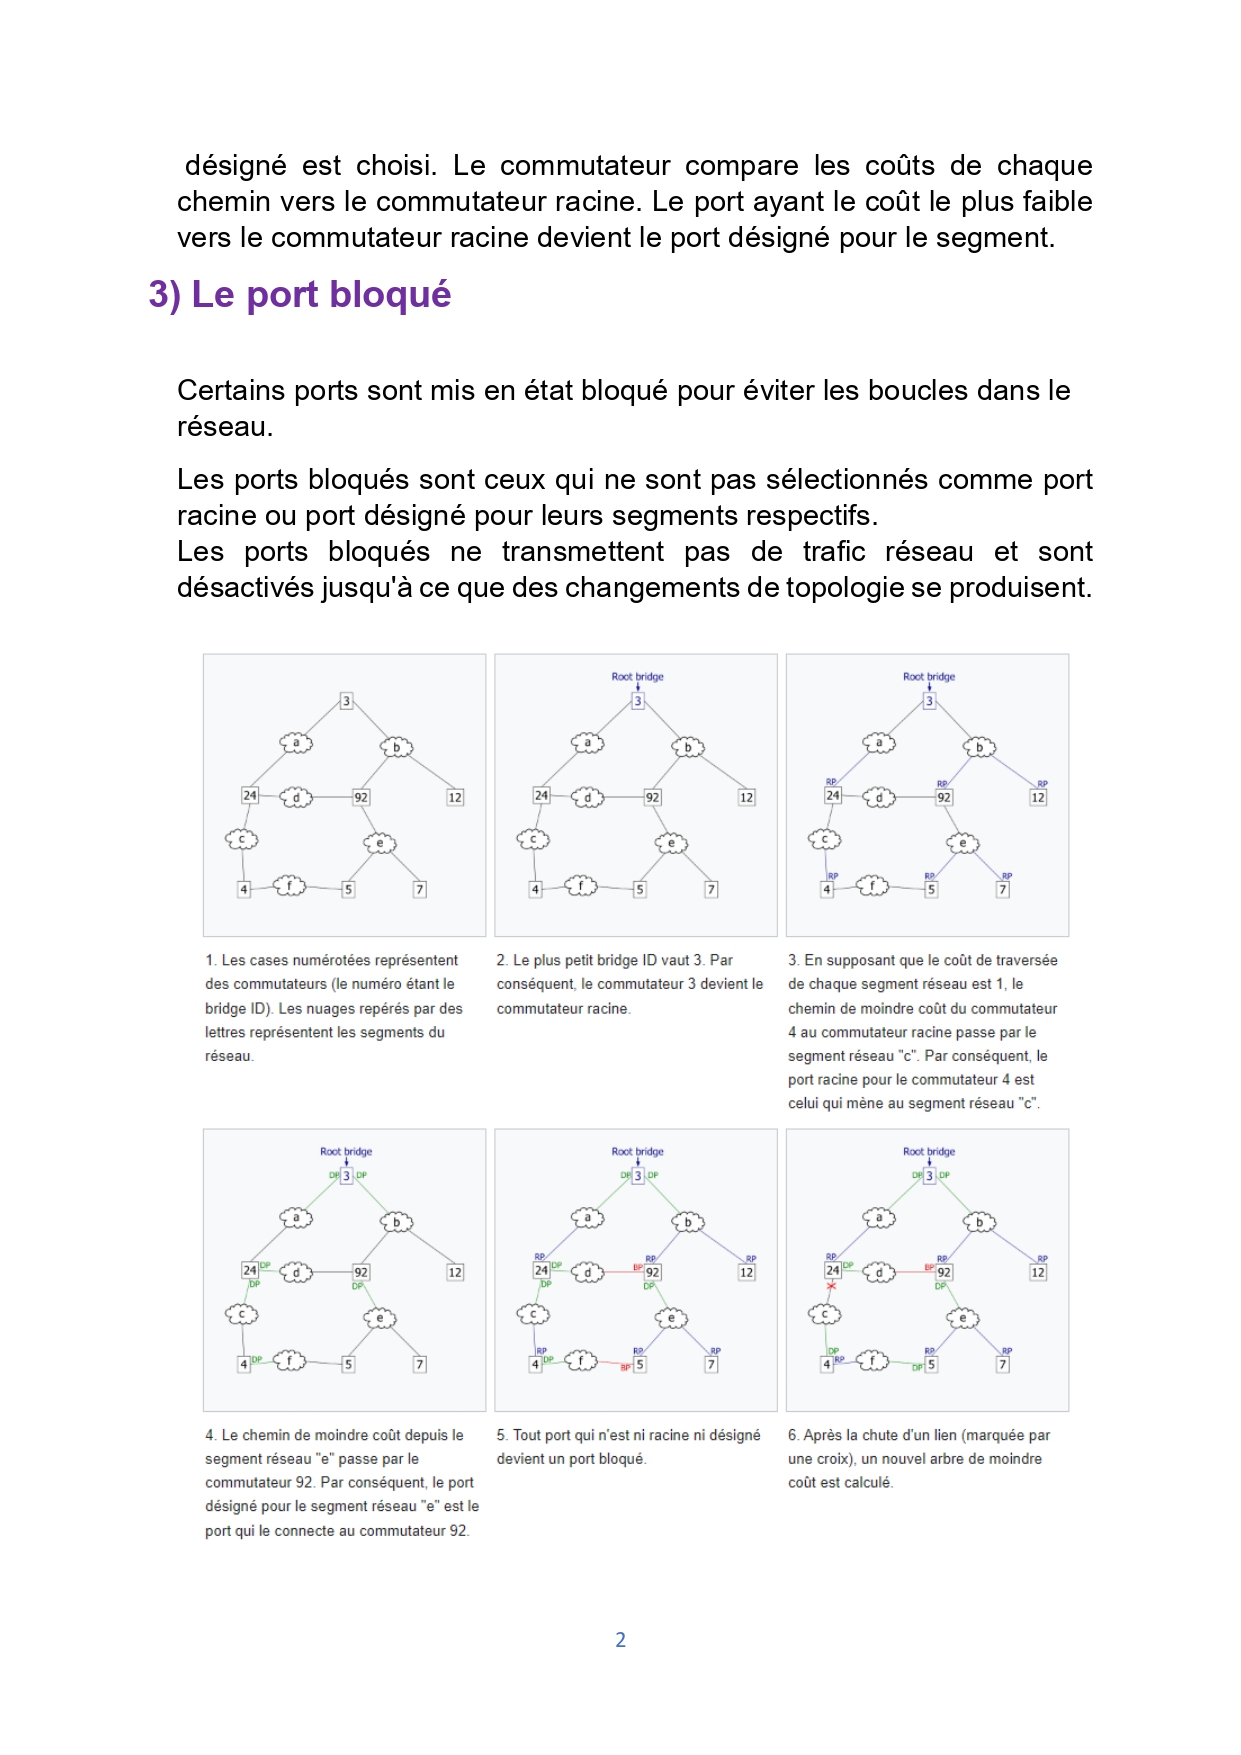 désigné est choisi. Le commutateur compare les coûts de chaque
chemin vers le commutateur racine. Le port ayant le coût le plus faible
vers le commutateur racine devient le port désigné pour le segment.
3) Le port bloqué
Certains ports sont mis en état bloqué pour éviter les boucles dans le
réseau.
Les ports bloqués sont ceux qui ne sont pas sélectionnés comme port
racine ou port désigné pour leurs segments respectifs.
Les ports bloqués ne transmettent pas de trafic réseau et sont
désactivés jusqu'à ce que des changements de topologie se produisent.
3
a
b
24
d
92
12
c
e
4
f
5
7
Root bridge
3
a
b
24
d
92
12
c
e
4
f
5
7
Root bridge
3
a
b
RP
RP
RP
24
d
92
12
c
e
RP
RP
RP
4
f
5
7
1. Les cases numérotées représentent
des commutateurs (le numéro étant le
bridge ID). Les nuages repérés par des
lettres représentent les segments du
réseau.
2. Le plus petit bridge ID vaut 3. Par
conséquent, le commutateur 3 devient le
commutateur racine.
3. En supposant que le coût de traversée
de chaque segment réseau est 1, le
chemin de moindre coût du commutateur
4 au commutateur racine passe par le
segment réseau "c". Par conséquent, le
port racine pour le commutateur 4 est
celui qui mène au segment réseau "c".
Root bridge
DP 3 DP
a
b
24 DP
d
92
12
DP
DP
c
e
4 DP
f
5
7
Root bridge
DP 3 DP
a
b
RP
RP
RP
24 DP
d
BP 92
12
DP
DP
c
e
RP
RP
RP
4 DP
f
BP 5
7
Root bridge
DP 3 DP
a
b
RP
RP
RP
24 DP
d
BP 92
12
DP
c
e
DP
RP
RP
4 RP
f
DP 5
7
4. Le chemin de moindre coût depuis le
segment réseau "e" passe par le
commutateur 92. Par conséquent, le port
désigné pour le segment réseau "e" est le
port qui le connecte au commutateur 92.
5. Tout port qui n'est ni racine ni désigné
devient un port bloqué.
6. Après la chute d'un lien (marquée par
une croix), un nouvel arbre de moindre
coût est calculé.
2